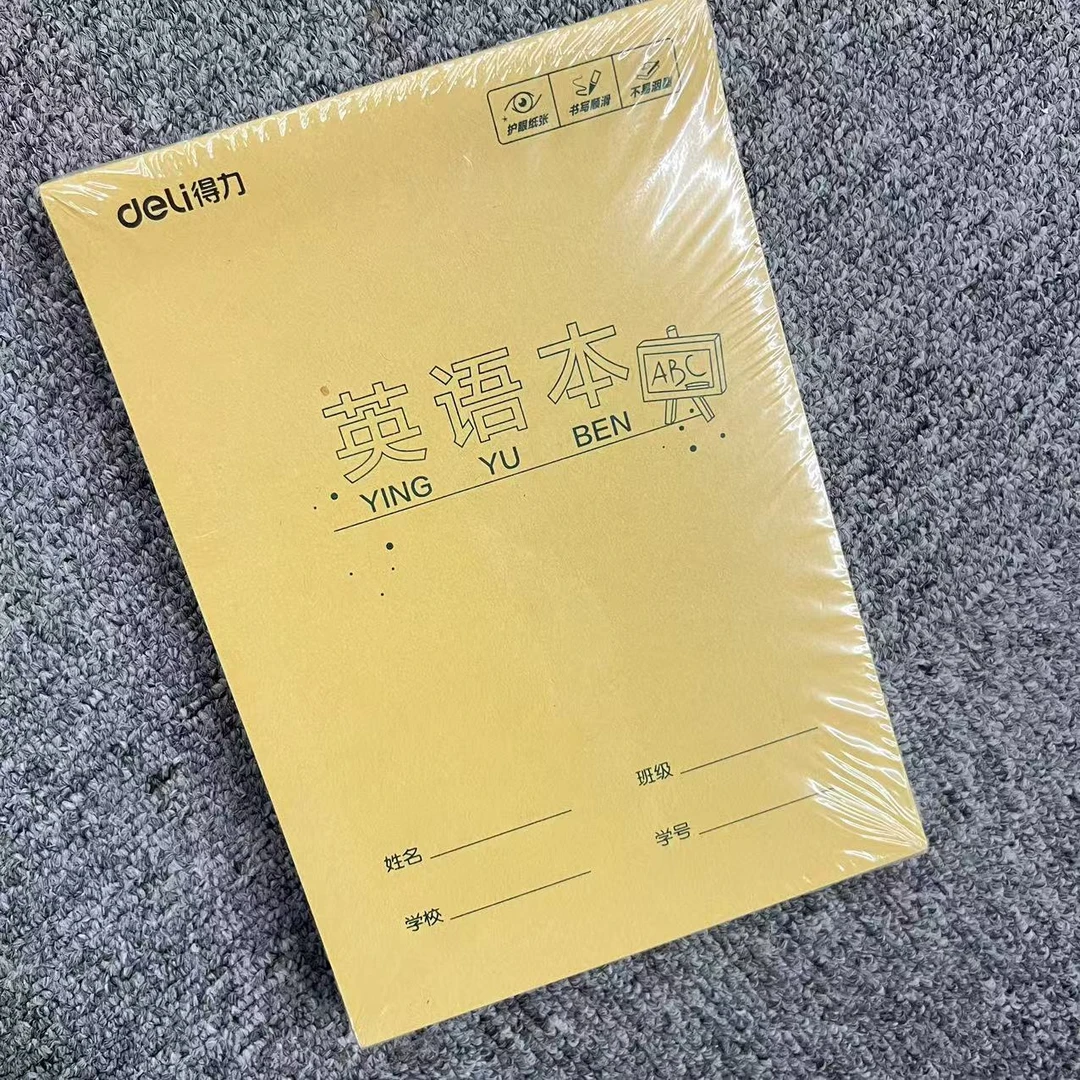 护眼纸张 书写顺滑 不易洇墨
deli得力
英语本 ABC
YING YU BEN
班级
姓名 学号
学校